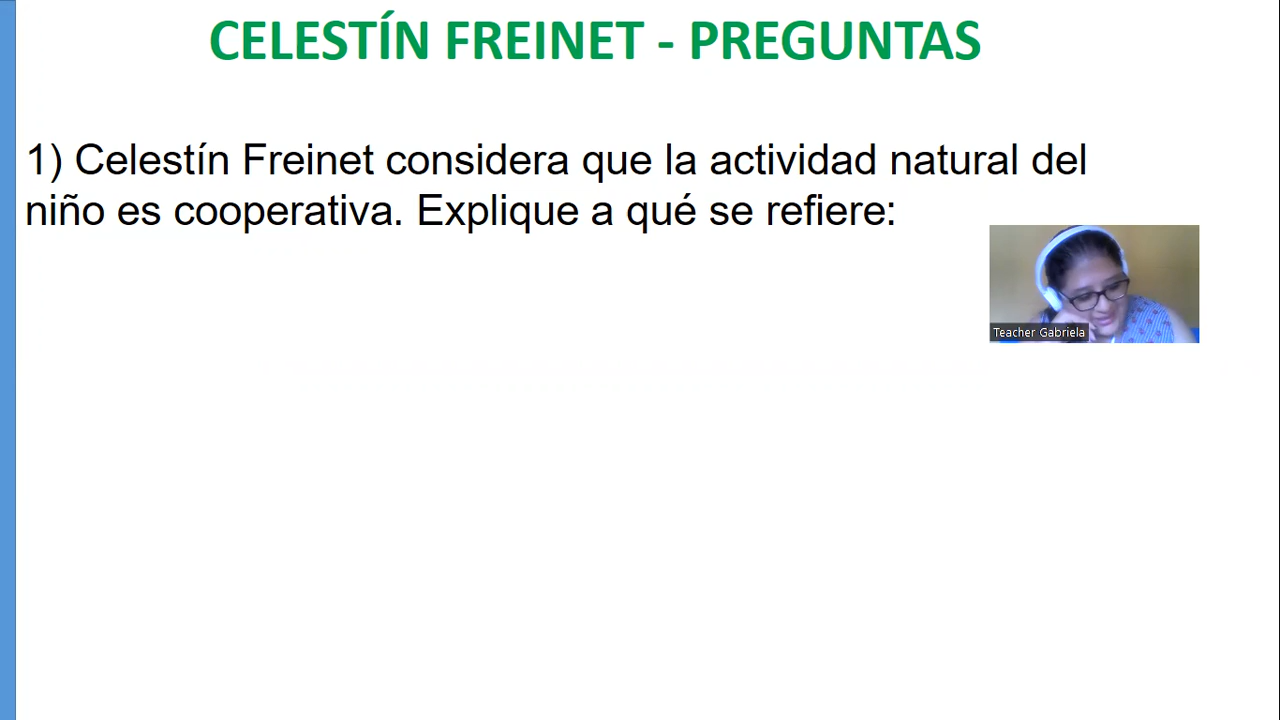 CELESTÍN FREINET - PREGUNTAS
1) Celestín Freinet considera que la actividad natural del
niño es cooperativa. Explique a qué se refiere:
Teacher Gabriela